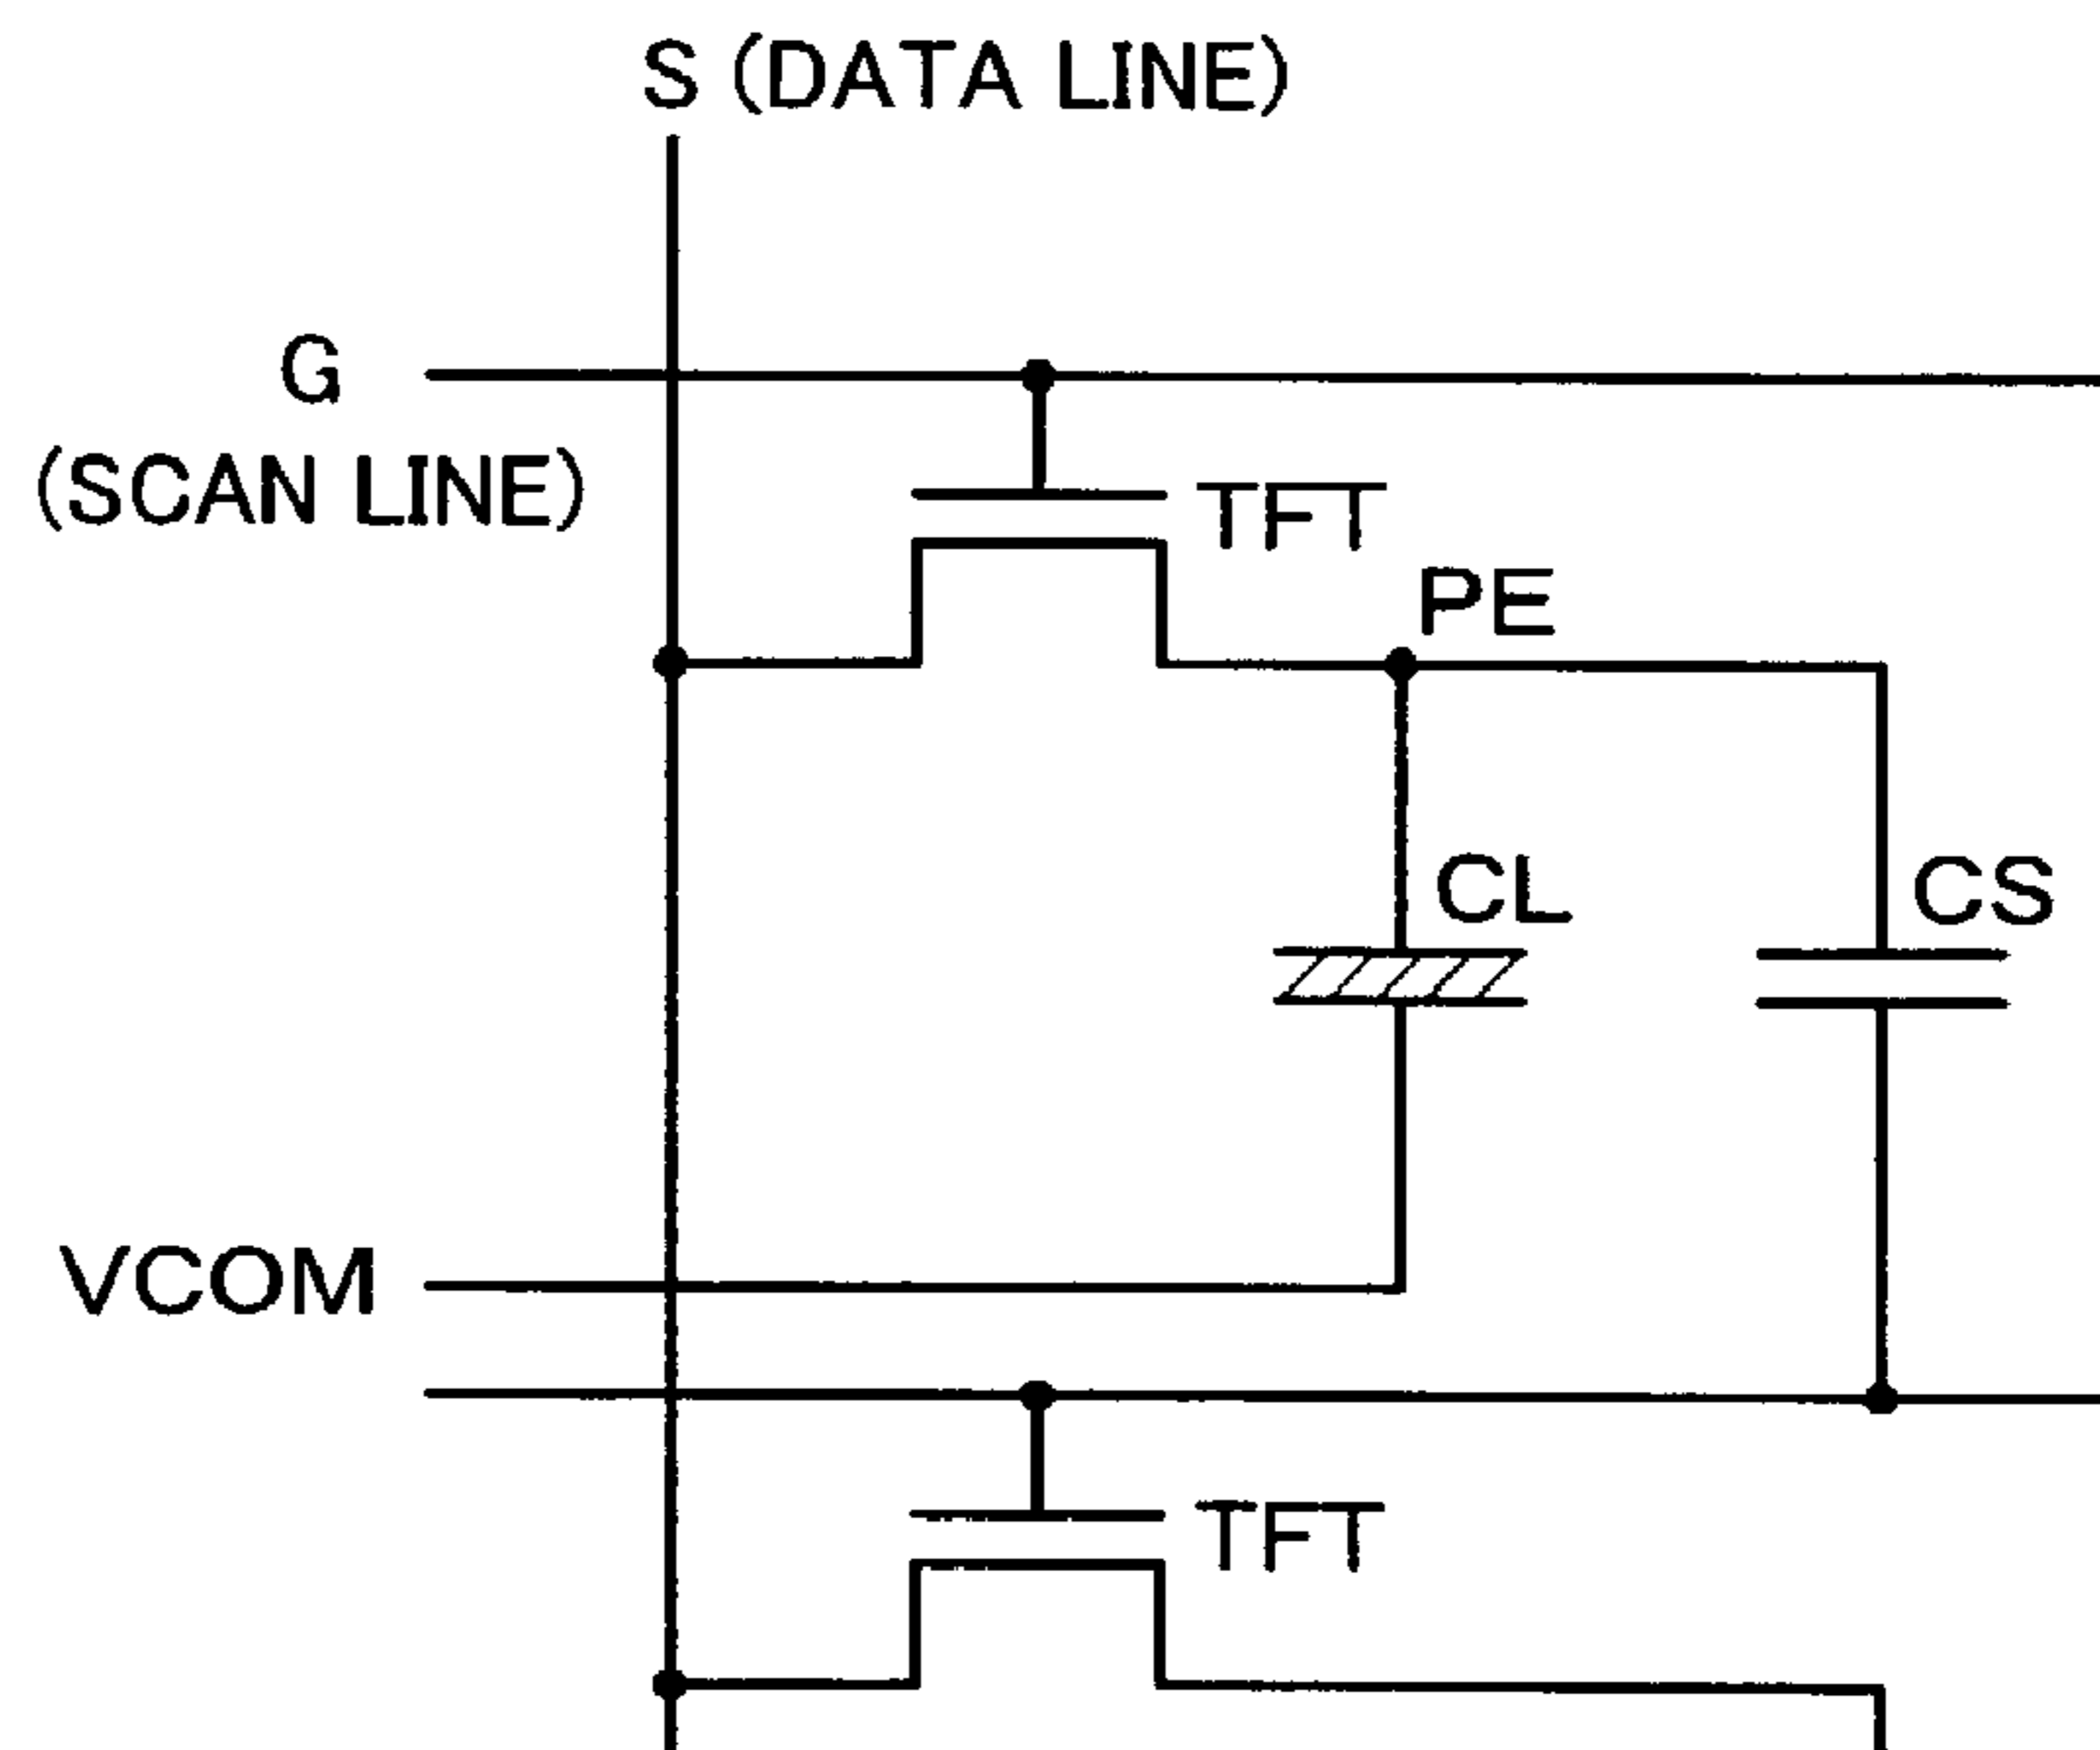 S (DATA LINE)
G
(SCAN LINE)
TFT
PE
CL
CS
VCOM
TFT